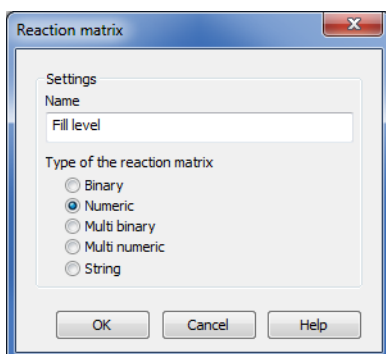 Reaction matrix
Settings
Name
Fill level
Type of the reaction matrix
Binary
Numeric
Multi binary
Multi numeric
String
OK Cancel Help